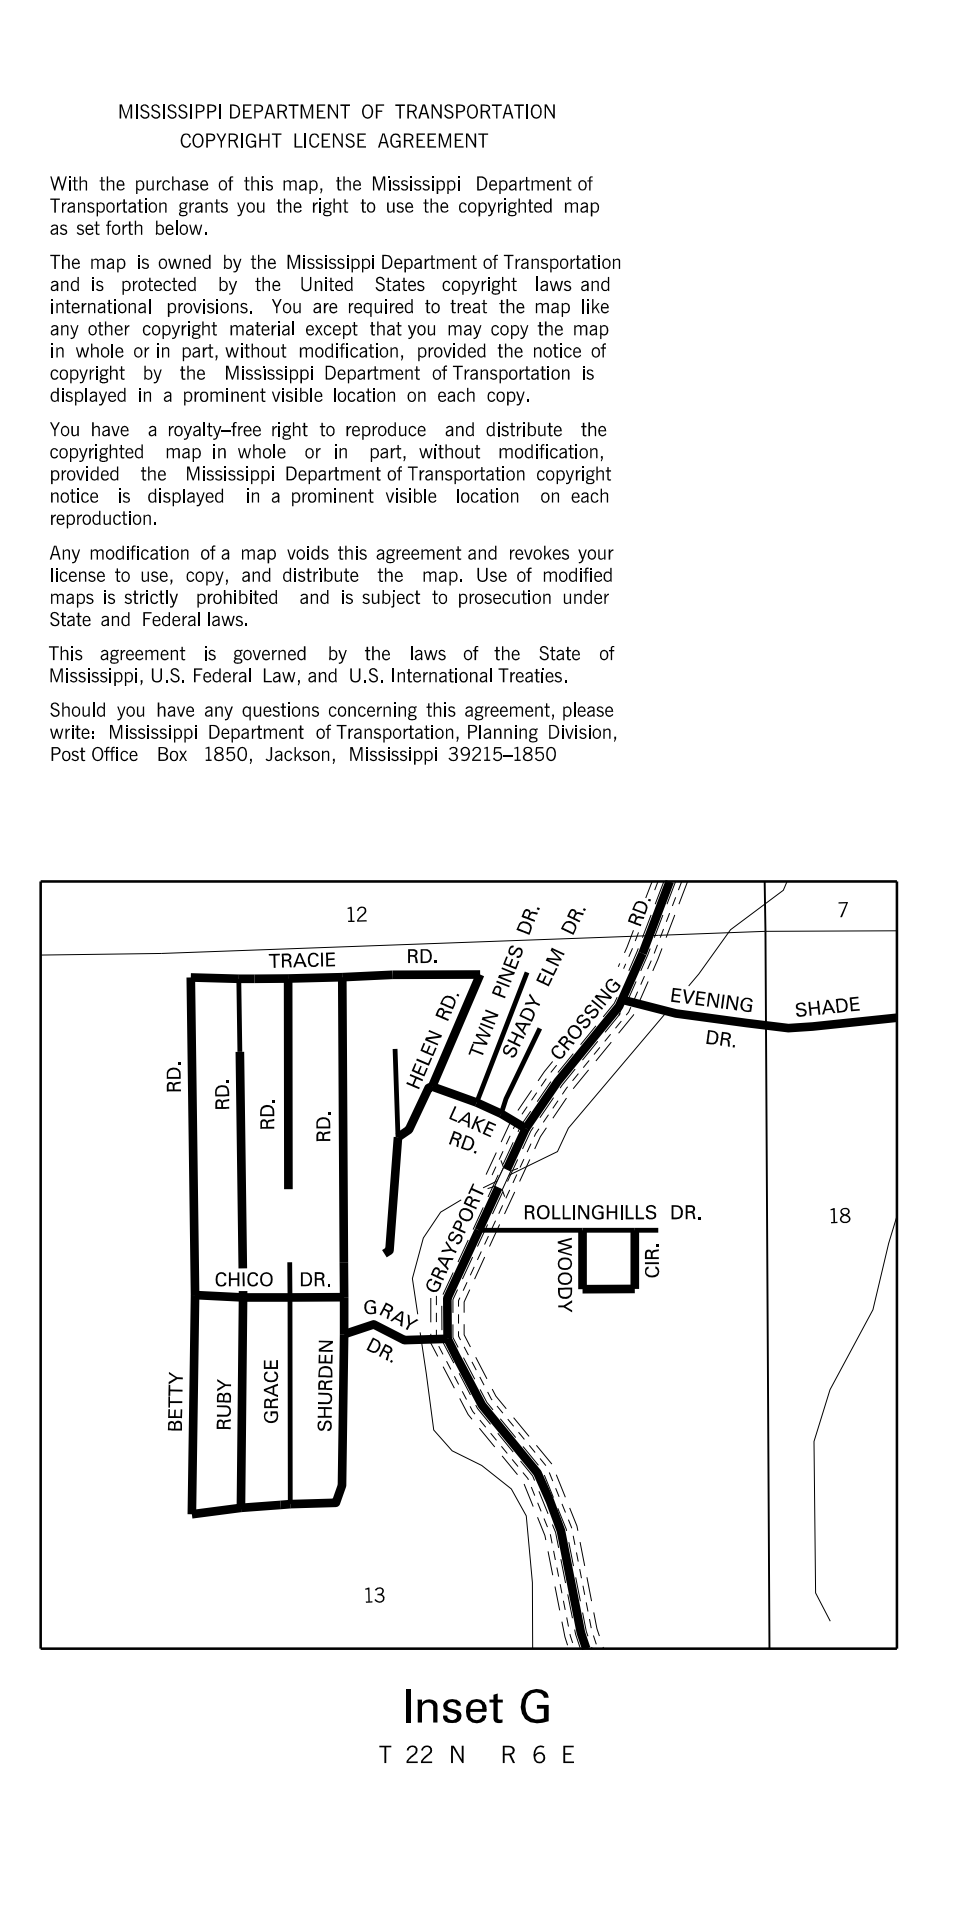 MISSISSIPPI DEPARTMENT OF TRANSPORTATION
COPYRIGHT LICENSE AGREEMENT
With the purchase of this map, the Mississippi Department of
Transportation grants you the right to use the copyrighted map
as set forth below.
The map is owned by the Mississippi Department of Transportation
and is protected by the United States copyright laws and
international provisions. You are required to treat the map like
any other copyright material except that you may copy the map
in whole or in part, without modification, provided the notice of
copyright by the Mississippi Department of Transportation is
displayed in a prominent visible location on each copy.
You have a royalty–free right to reproduce and distribute the
copyrighted map in whole or in part, without modification,
provided the Mississippi Department of Transportation copyright
notice is displayed in a prominent visible location on each
reproduction.
Any modification of a map voids this agreement and revokes your
license to use, copy, and distribute the map. Use of modified
maps is strictly prohibited and is subject to prosecution under
State and Federal laws.
This agreement is governed by the laws of the State of
Mississippi, U.S. Federal Law, and U.S. International Treaties.
Should you have any questions concerning this agreement, please
write: Mississippi Department of Transportation, Planning Division,
Post Office Box 1850, Jackson, Mississippi 39215–1850
12
7
TRACIE RD.
HELEN RD.
TWIN PINES DR.
SHADY ELM DR.
GRAYSPORT CROSSING RD.
EVENING SHADE
DR.
LAKE
RD.
ROLLINGHILLS DR.
18
WOODY CIR.
CHICO DR.
GRAY
DR.
BETTY RD.
RUBY RD.
GRACE RD.
SHURDEN RD.
13
Inset G
T 22 N R 6 E